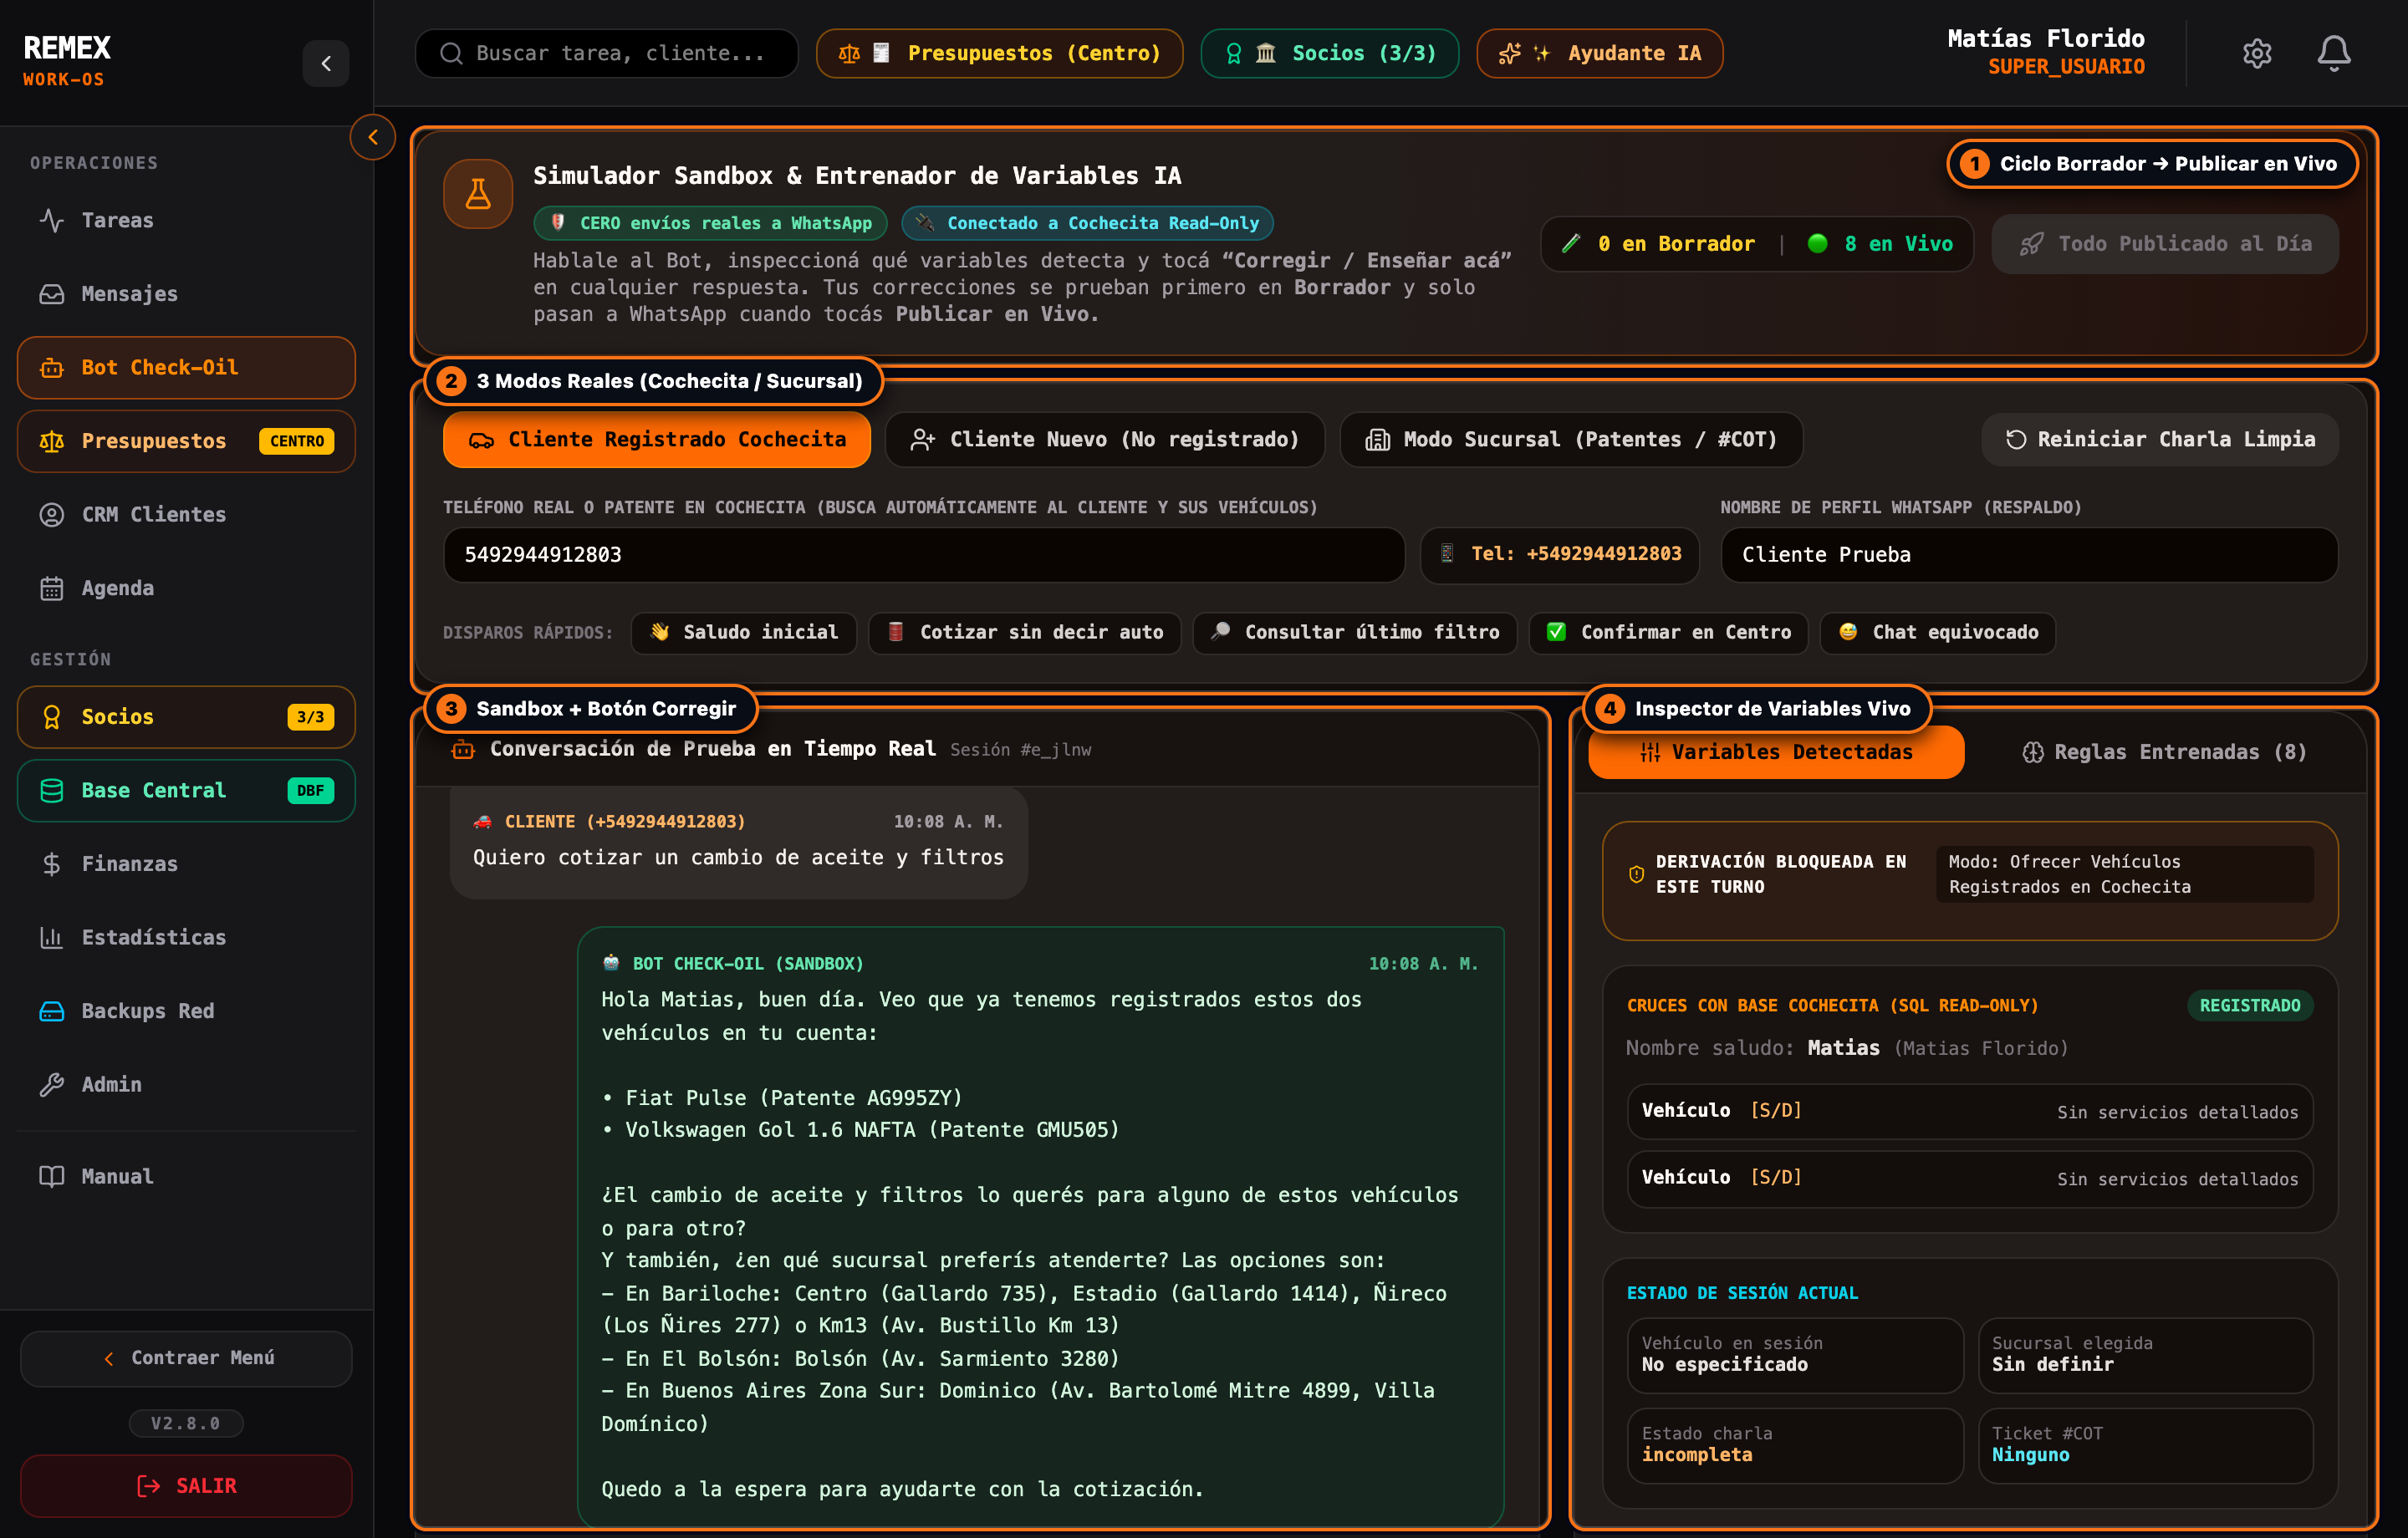 REMEX
WORK-OS
OPERACIONES
Tareas
Mensajes
Bot Check-Oil
Presupuestos CENTRO
CRM Clientes
Agenda
GESTIÓN
Socios 3/3
Base Central DBF
Finanzas
Estadísticas
Backups Red
Admin
Manual
Contraer Menú
V2.8.0
SALIR
Buscar tarea, cliente...
Presupuestos (Centro)
Socios (3/3)
Ayudante IA
Matías Florido
SUPER_USUARIO
1 Ciclo Borrador → Publicar en Vivo
Simulador Sandbox & Entrenador de Variables IA
CERO envíos reales a WhatsApp
Conectado a Cochecita Read-Only
Hablale al Bot, inspeccioná qué variables detecta y tocá “Corregir / Enseñar acá”
en cualquier respuesta. Tus correcciones se prueban primero en Borrador y solo
pasan a WhatsApp cuando tocás Publicar en Vivo.
0 en Borrador | 8 en Vivo
Todo Publicado al Día
2 3 Modos Reales (Cochecita / Sucursal)
Cliente Registrado Cochecita
Cliente Nuevo (No registrado)
Modo Sucursal (Patentes / #COT)
Reiniciar Charla Limpia
TELÉFONO REAL O PATENTE EN COCHECITA (BUSCA AUTOMÁTICAMENTE AL CLIENTE Y SUS VEHÍCULOS)
5492944912803
Tel: +5492944912803
NOMBRE DE PERFIL WHATSAPP (RESPALDO)
Cliente Prueba
DISPAROS RÁPIDOS:
Saludo inicial
Cotizar sin decir auto
Consultar último filtro
Confirmar en Centro
Chat equivocado
3 Sandbox + Botón Corregir
Conversación de Prueba en Tiempo Real Sesión #e_jlnw
CLIENTE (+5492944912803) 10:08 A. M.
Quiero cotizar un cambio de aceite y filtros
BOT CHECK-OIL (SANDBOX) 10:08 A. M.
Hola Matias, buen día. Veo que ya tenemos registrados estos dos
vehículos en tu cuenta:
• Fiat Pulse (Patente AG995ZY)
• Volkswagen Gol 1.6 NAFTA (Patente GMU505)
¿El cambio de aceite y filtros lo querés para alguno de estos vehículos
o para otro?
Y también, ¿en qué sucursal preferís atenderte? Las opciones son:
– En Bariloche: Centro (Gallardo 735), Estadio (Gallardo 1414), Ñireco
(Los Ñires 277) o Km13 (Av. Bustillo Km 13)
– En El Bolsón: Bolsón (Av. Sarmiento 3280)
– En Buenos Aires Zona Sur: Dominico (Av. Bartolomé Mitre 4899, Villa
Domínico)
Quedo a la espera para ayudarte con la cotización.
4 Inspector de Variables Vivo
Variables Detectadas
Reglas Entrenadas (8)
DERIVACIÓN BLOQUEADA EN
ESTE TURNO
Modo: Ofrecer Vehículos
Registrados en Cochecita
CRUCES CON BASE COCHECITA (SQL READ-ONLY) REGISTRADO
Nombre saludo: Matias (Matias Florido)
Vehículo [S/D] Sin servicios detallados
Vehículo [S/D] Sin servicios detallados
ESTADO DE SESIÓN ACTUAL
Vehículo en sesión
No especificado
Sucursal elegida
Sin definir
Estado charla
incompleta
Ticket #COT
Ninguno